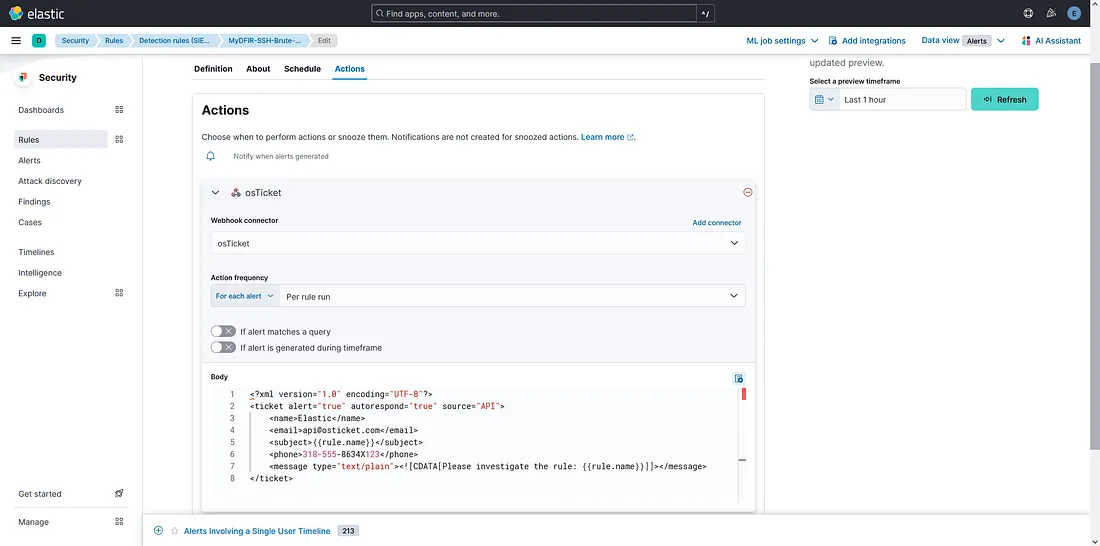 elastic
Find apps, content, and more.
^/
E
D
Security
Rules
Detection rules (SIE...
MyDFIR-SSH-Brute-...
Edit
ML job settings
Add integrations
Data view
Alerts
AI Assistant
Security
Dashboards
Rules
Alerts
Attack discovery
Findings
Cases
Timelines
Intelligence
Explore
Get started
Manage
Definition
About
Schedule
Actions
Actions
Choose when to perform actions or snooze them. Notifications are not created for snoozed actions. Learn more.
Notify when alerts generated
osTicket
Webhook connector
Add connector
osTicket
Action frequency
For each alert
Per rule run
If alert matches a query
If alert is generated during timeframe
Body
1 <?xml version="1.0" encoding="UTF-8"?>
2 <ticket alert="true" autorespond="true" source="API">
3 <name>Elastic</name>
4 <email>api@osticket.com</email>
5 <subject>{{rule.name}}</subject>
6 <phone>318-555-8634X123</phone>
7 <message type="text/plain"><![CDATA[Please investigate the rule: {{rule.name}}]]></message>
8 </ticket>
updated preview.
Select a preview timeframe
Last 1 hour
Refresh
Alerts Involving a Single User Timeline
213